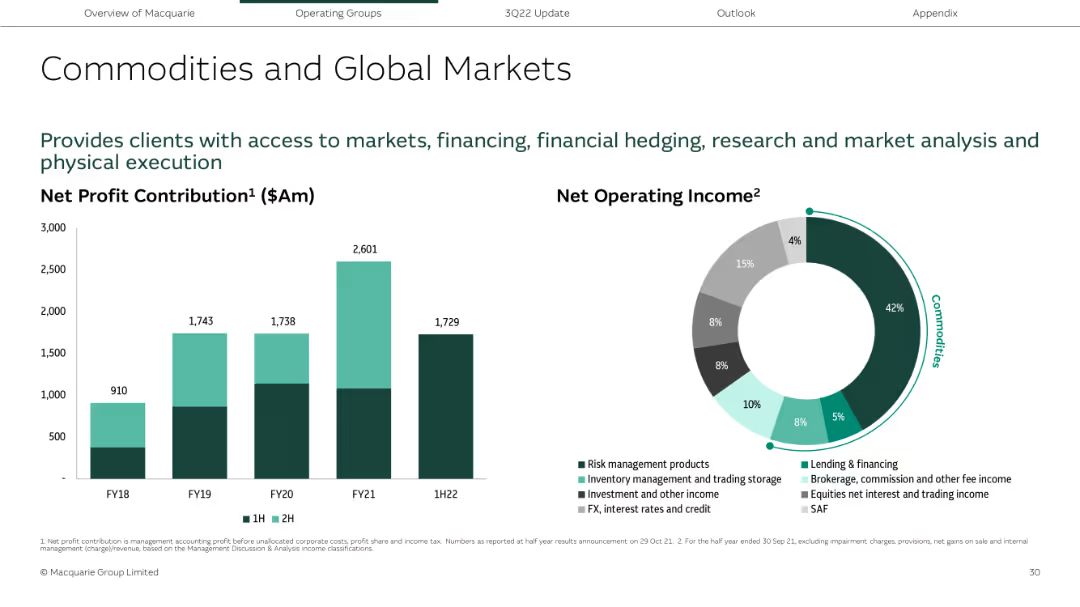 Overview of Macquarie
Operating Groups
3Q22 Update
Outlook
Appendix
Commodities and Global Markets
Provides clients with access to markets, financing, financial hedging, research and market analysis and
physical execution
Net Profit Contribution¹ ($Am)
3,000
2,500
2,000
1,500
1,000
500
-
910
1,743
1,738
2,601
1,729
FY18
FY19
FY20
FY21
1H22
1H
2H
Net Operating Income²
4%
15%
42%
8%
8%
10%
8%
5%
Commodities
Risk management products
Lending & financing
Inventory management and trading storage
Brokerage, commission and other fee income
Investment and other income
Equities net interest and trading income
FX, interest rates and credit
SAF
1. Net profit contribution is management accounting profit before unallocated corporate costs, profit share and income tax. Numbers as reported at half year results announcement on 29 Oct 21. 2. For the half year ended 30 Sep 21, excluding impairment charges, provisions, net gains on sale and internal
management (charge)/revenue, based on the Management Discussion & Analysis income classifications.
© Macquarie Group Limited
30